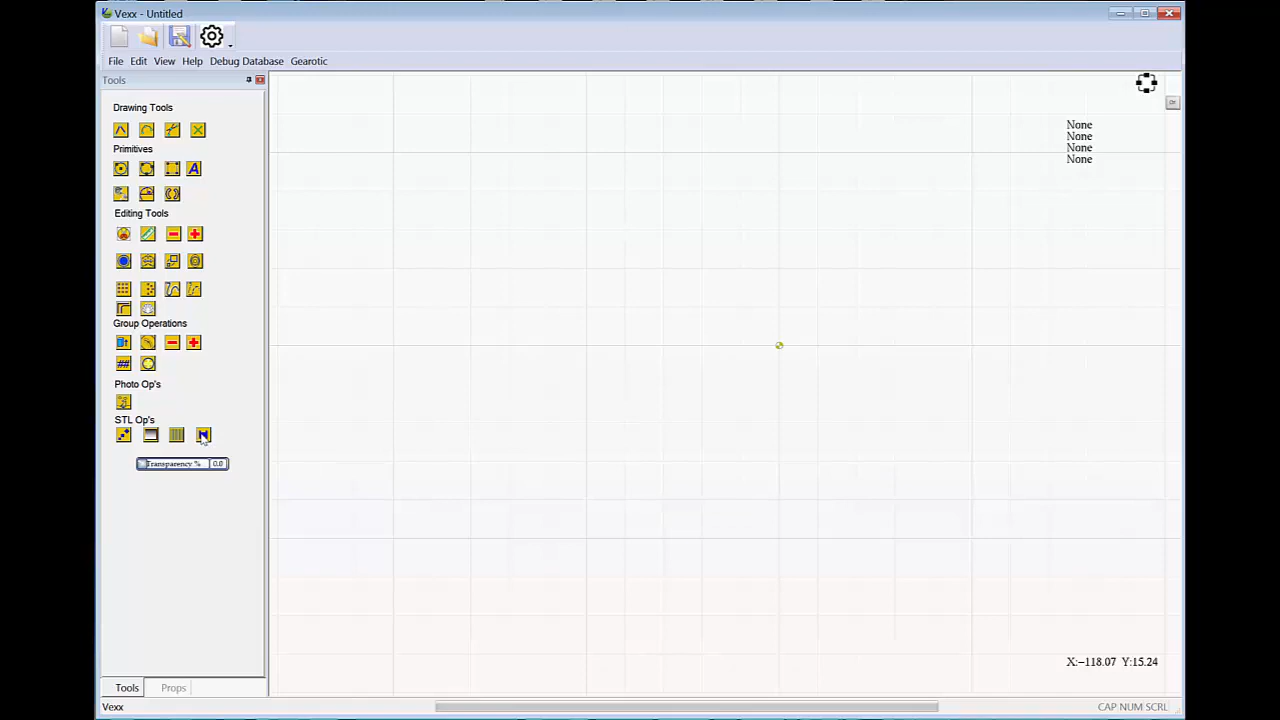 Vexx - Untitled
File Edit View Help Debug Database Gearotic
Tools
Drawing Tools
Primitives
A
Editing Tools
Group Operations
Photo Op's
STL Op's
Transparency % 0.0
None
None
None
None
X:-118.07 Y:15.24
Tools Props
Vexx
CAP NUM SCRL